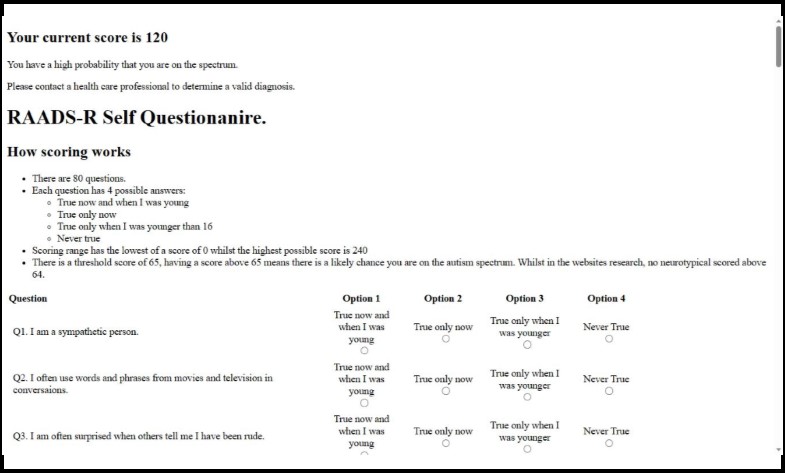 Your current score is 120
You have a high probability that you are on the spectrum.
Please contact a health care professional to determine a valid diagnosis.
RAADS-R Self Questionanire.
How scoring works
There are 80 questions.
Each question has 4 possible answers:
True now and when I was young
True only now
True only when I was younger than 16
Never true
Scoring range has the lowest of a score of 0 whilst the highest possible score is 240
There is a threshold score of 65, having a score above 65 means there is a likely chance you are on the autism spectrum. Whilst in the websites research, no neurotypical scored above
64.
Question Option 1 Option 2 Option 3 Option 4
Q1. I am a sympathetic person.
True now and
when I was
young
True only now
True only when I
was younger
Never True
Q2. I often use words and phrases from movies and television in
conversaions.
True now and
when I was
young
True only now
True only when I
was younger
Never True
Q3. I am often surprised when others tell me I have been rude.
True now and
when I was
young
True only now
True only when I
was younger
Never True